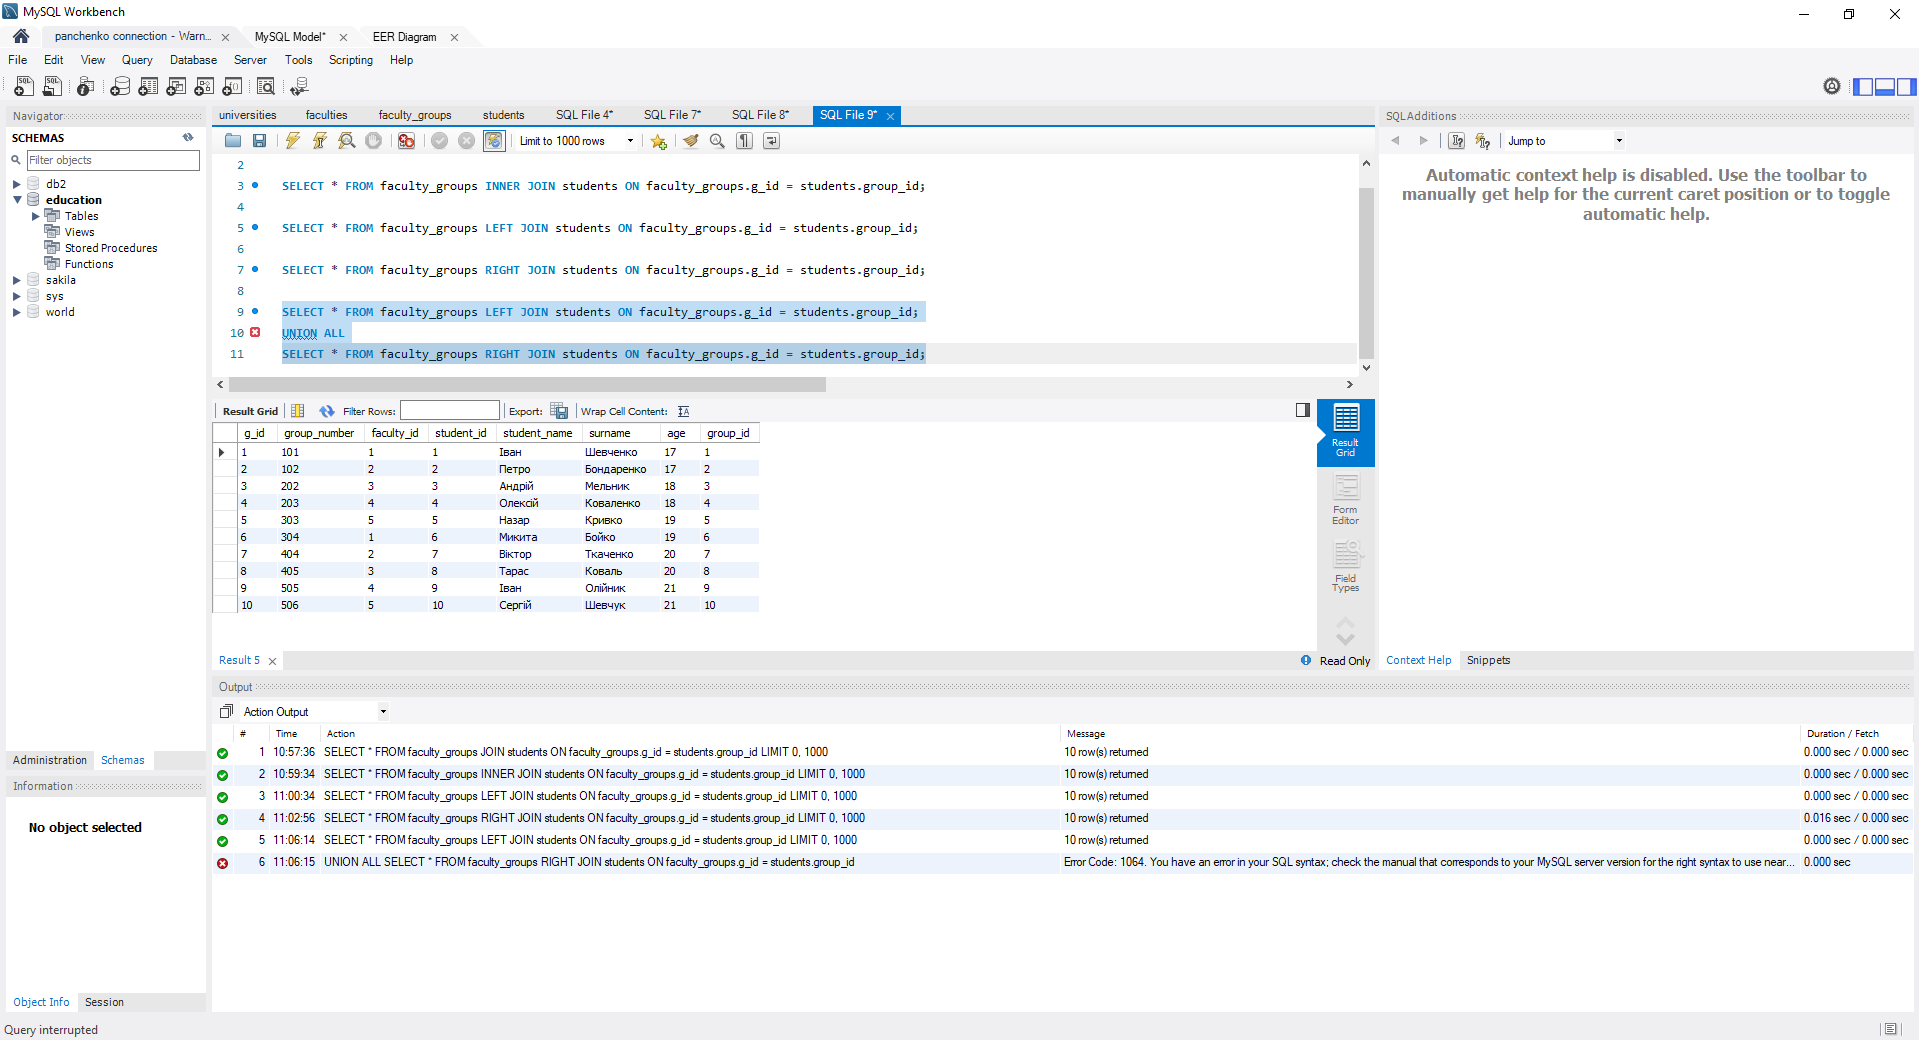 MySQL Workbench
panchenko connection - Warn...
MySQL Model*
EER Diagram
File Edit View Query Database Server Tools Scripting Help
Navigator
SCHEMAS
Filter objects
db2
education
Tables
Views
Stored Procedures
Functions
sakila
sys
world
Administration Schemas
Information
No object selected
Object Info Session
Query interrupted
universities faculties faculty_groups students SQL File 4* SQL File 7* SQL File 8* SQL File 9*
Limit to 1000 rows
2
3 SELECT * FROM faculty_groups INNER JOIN students ON faculty_groups.g_id = students.group_id;
4
5 SELECT * FROM faculty_groups LEFT JOIN students ON faculty_groups.g_id = students.group_id;
6
7 SELECT * FROM faculty_groups RIGHT JOIN students ON faculty_groups.g_id = students.group_id;
8
9 SELECT * FROM faculty_groups LEFT JOIN students ON faculty_groups.g_id = students.group_id;
10 UNION ALL
11 SELECT * FROM faculty_groups RIGHT JOIN students ON faculty_groups.g_id = students.group_id;
Result Grid Filter Rows: Export: Wrap Cell Content:
g_id group_number faculty_id student_id student_name surname age group_id
1 101 1 1 Іван Шевченко 17 1
2 102 2 2 Петро Бондаренко 17 2
3 202 3 3 Андрій Мельник 18 3
4 203 4 4 Олексій Коваленко 18 4
5 303 5 5 Назар Кривко 19 5
6 304 1 6 Микита Бойко 19 6
7 404 2 7 Віктор Ткаченко 20 7
8 405 3 8 Тарас Коваль 20 8
9 505 4 9 Іван Олійник 21 9
10 506 5 10 Сергій Шевчук 21 10
Result Grid
Form Editor
Field Types
Result 5
Read Only
SQLAdditions
Jump to
Automatic context help is disabled. Use the toolbar to
manually get help for the current caret position or to toggle
automatic help.
Context Help Snippets
Output
Action Output
# Time Action Message Duration / Fetch
1 10:57:36 SELECT * FROM faculty_groups JOIN students ON faculty_groups.g_id = students.group_id LIMIT 0, 1000 10 row(s) returned 0.000 sec / 0.000 sec
2 10:59:34 SELECT * FROM faculty_groups INNER JOIN students ON faculty_groups.g_id = students.group_id LIMIT 0, 1000 10 row(s) returned 0.000 sec / 0.000 sec
3 11:00:34 SELECT * FROM faculty_groups LEFT JOIN students ON faculty_groups.g_id = students.group_id LIMIT 0, 1000 10 row(s) returned 0.000 sec / 0.000 sec
4 11:02:56 SELECT * FROM faculty_groups RIGHT JOIN students ON faculty_groups.g_id = students.group_id LIMIT 0, 1000 10 row(s) returned 0.016 sec / 0.000 sec
5 11:06:14 SELECT * FROM faculty_groups LEFT JOIN students ON faculty_groups.g_id = students.group_id LIMIT 0, 1000 10 row(s) returned 0.000 sec / 0.000 sec
6 11:06:15 UNION ALL SELECT * FROM faculty_groups RIGHT JOIN students ON faculty_groups.g_id = students.group_id Error Code: 1064. You have an error in your SQL syntax; check the manual that corresponds to your MySQL server version for the right syntax to use near... 0.000 sec